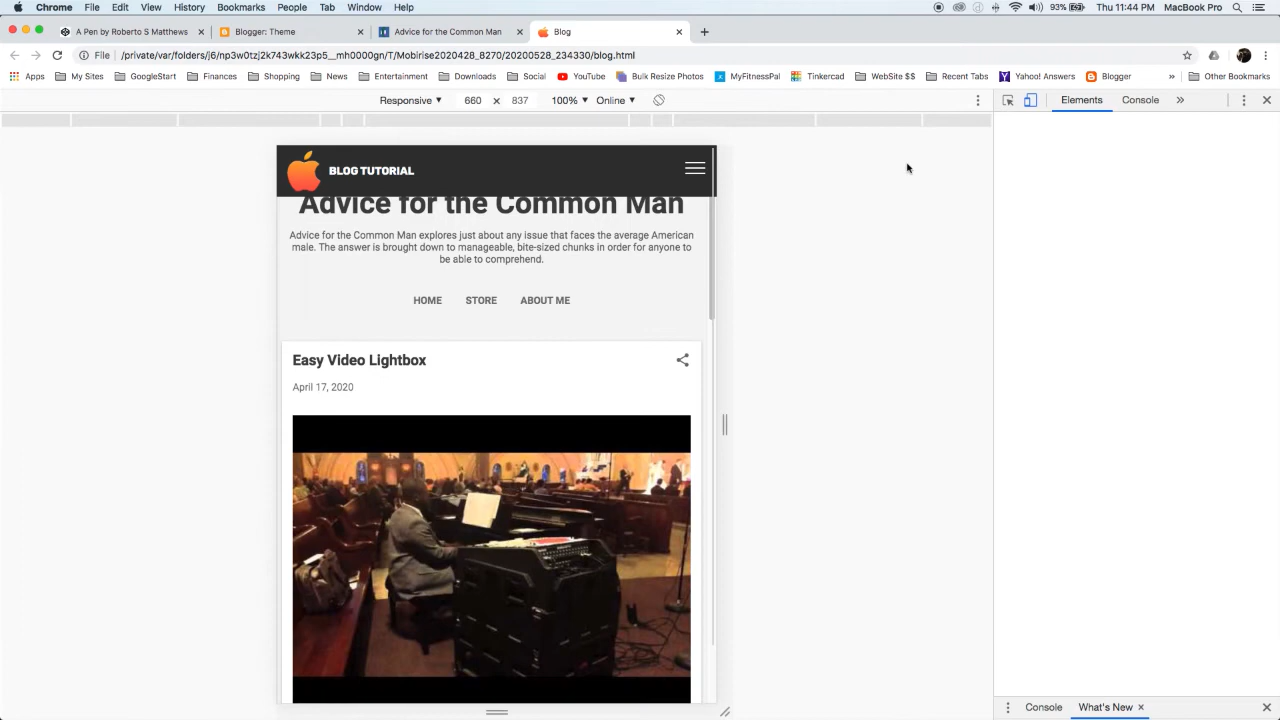 Chrome File Edit View History Bookmarks People Tab Window Help 93% Thu 11:44 PM MacBook Pro
A Pen by Roberto S Matthews × Blogger: Theme × Advice for the Common Man × Blog × +
File /private/var/folders/j6/np3w0tzj2k743wkk23p5__mh0000gn/T/Mobirise2020428_8270/20200528_234330/blog.html
Apps My Sites GoogleStart Finances Shopping News Entertainment Downloads Social YouTube Bulk Resize Photos MyFitnessPal Tinkercad WebSite $$ Recent Tabs Yahoo! Answers Blogger » Other Bookmarks
Responsive ▼ 660 × 837 100% ▼ Online ▼ Elements Console »
BLOG TUTORIAL
Advice for the Common Man
Advice for the Common Man explores just about any issue that faces the average American
male. The answer is brought down to manageable, bite-sized chunks in order for anyone to
be able to comprehend.
HOME STORE ABOUT ME
Easy Video Lightbox
April 17, 2020
Console What's New ×